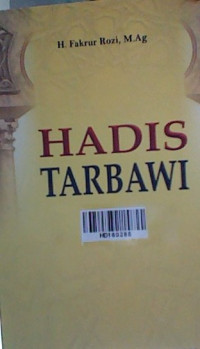 H. Fakrur Rozi, M.Ag
HADIS
TARBAWI